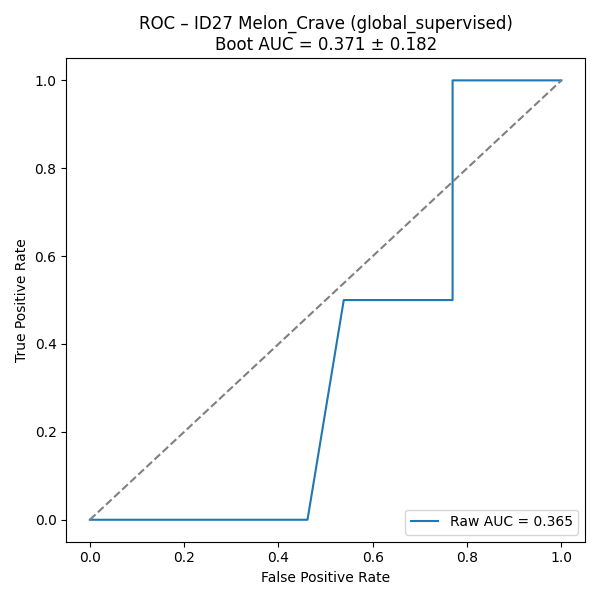 ROC – ID27 Melon_Crave (global_supervised)
Boot AUC = 0.371 ± 0.182
1.0
0.8
0.6
0.4
0.2
0.0
True Positive Rate
0.0 0.2 0.4 0.6 0.8 1.0
False Positive Rate
Raw AUC = 0.365